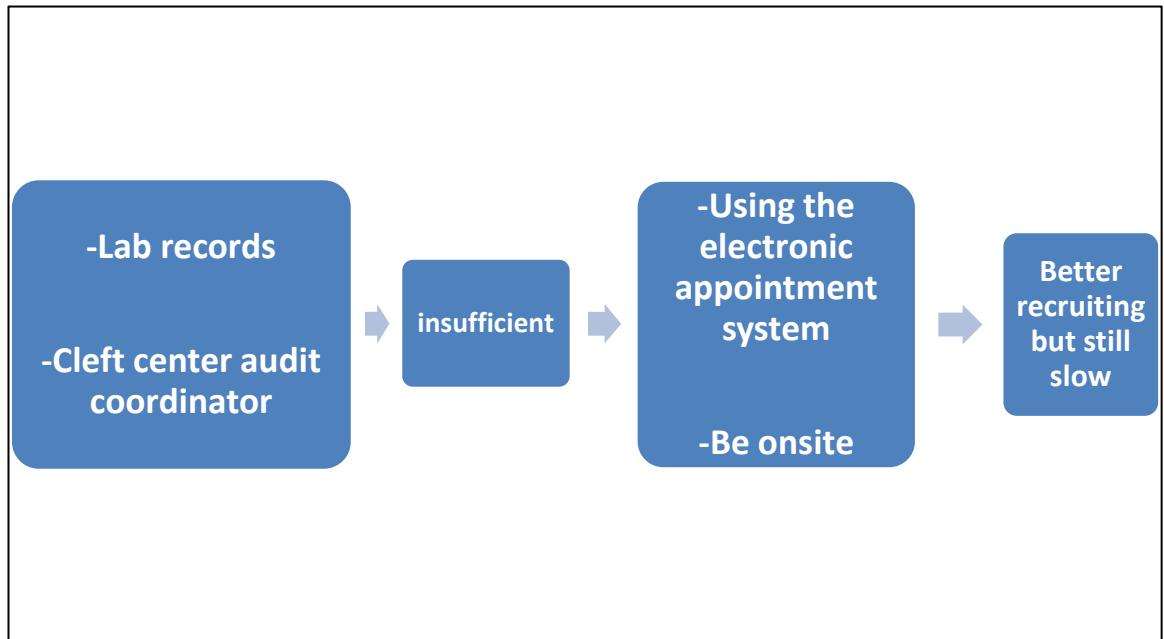 -Lab records
-Cleft center audit
coordinator
insufficient
-Using the
electronic
appointment
system
-Be onsite
Better
recruiting
but still
slow